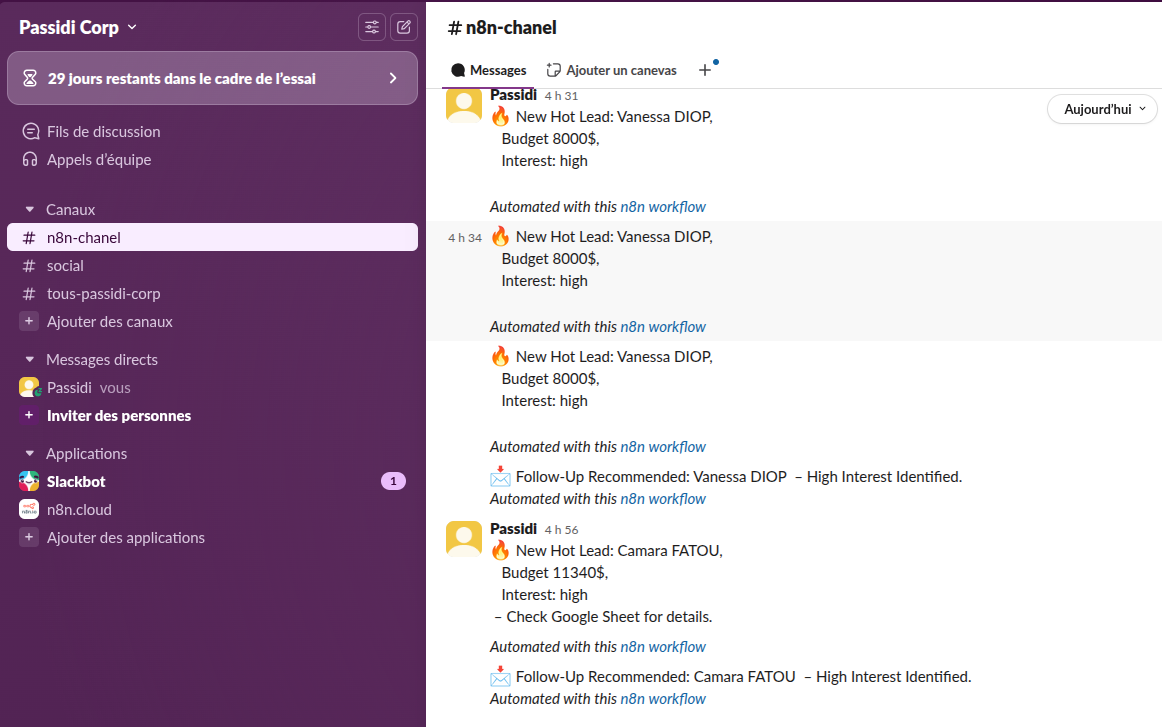 Passidi Corp
29 jours restants dans le cadre de l’essai
Fils de discussion
Appels d’équipe
Canaux
# n8n-chanel
# social
# tous-passidi-corp
+ Ajouter des canaux
Messages directs
Passidi vous
+ Inviter des personnes
Applications
Slackbot 1
n8n.cloud
+ Ajouter des applications
# n8n-chanel
Messages Ajouter un canevas +
Aujourd’hui
Passidi 4 h 31
🔥 New Hot Lead: Vanessa DIOP,
Budget 8000$,
Interest: high
Automated with this n8n workflow
4 h 34 🔥 New Hot Lead: Vanessa DIOP,
Budget 8000$,
Interest: high
Automated with this n8n workflow
🔥 New Hot Lead: Vanessa DIOP,
Budget 8000$,
Interest: high
Automated with this n8n workflow
📩 Follow-Up Recommended: Vanessa DIOP – High Interest Identified.
Automated with this n8n workflow
Passidi 4 h 56
🔥 New Hot Lead: Camara FATOU,
Budget 11340$,
Interest: high
– Check Google Sheet for details.
Automated with this n8n workflow
📩 Follow-Up Recommended: Camara FATOU – High Interest Identified.
Automated with this n8n workflow